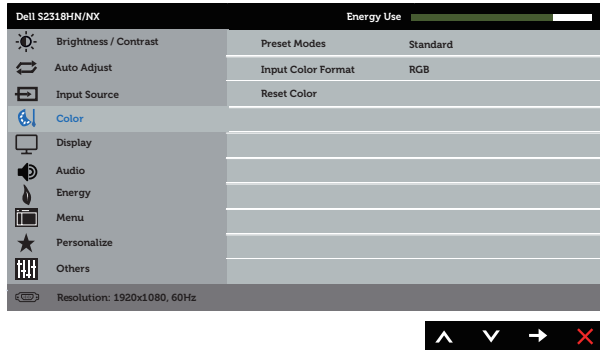 Dell S2318HN/NX Energy Use
Brightness / Contrast Preset Modes Standard
Auto Adjust Input Color Format RGB
Input Source Reset Color
Color
Display
Audio
Energy
Menu
Personalize
Others
Resolution: 1920x1080, 60Hz